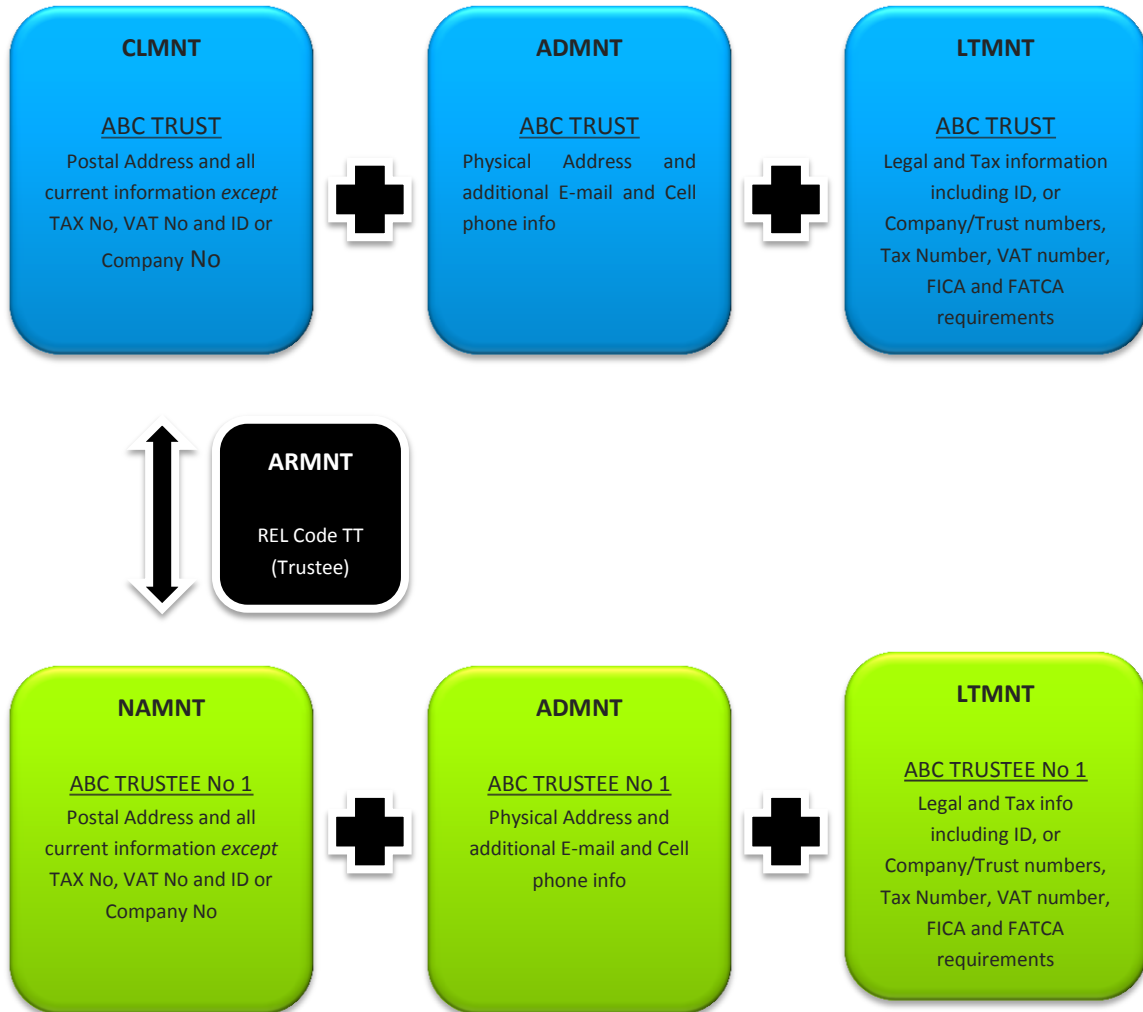 CLMNT
ABC TRUST
Postal Address and all
current information except
TAX No, VAT No and ID or
Company No
ADMNT
ABC TRUST
Physical Address and
additional E-mail and Cell
phone info
LTMNT
ABC TRUST
Legal and Tax information
including ID, or
Company/Trust numbers,
Tax Number, VAT number,
FICA and FATCA
requirements
ARMNT
REL Code TT
(Trustee)
NAMNT
ABC TRUSTEE No 1
Postal Address and all
current information except
TAX No, VAT No and ID or
Company No
ADMNT
ABC TRUSTEE No 1
Physical Address and
additional E-mail and Cell
phone info
LTMNT
ABC TRUSTEE No 1
Legal and Tax info
including ID, or
Company/Trust numbers,
Tax Number, VAT number,
FICA and FATCA
requirements